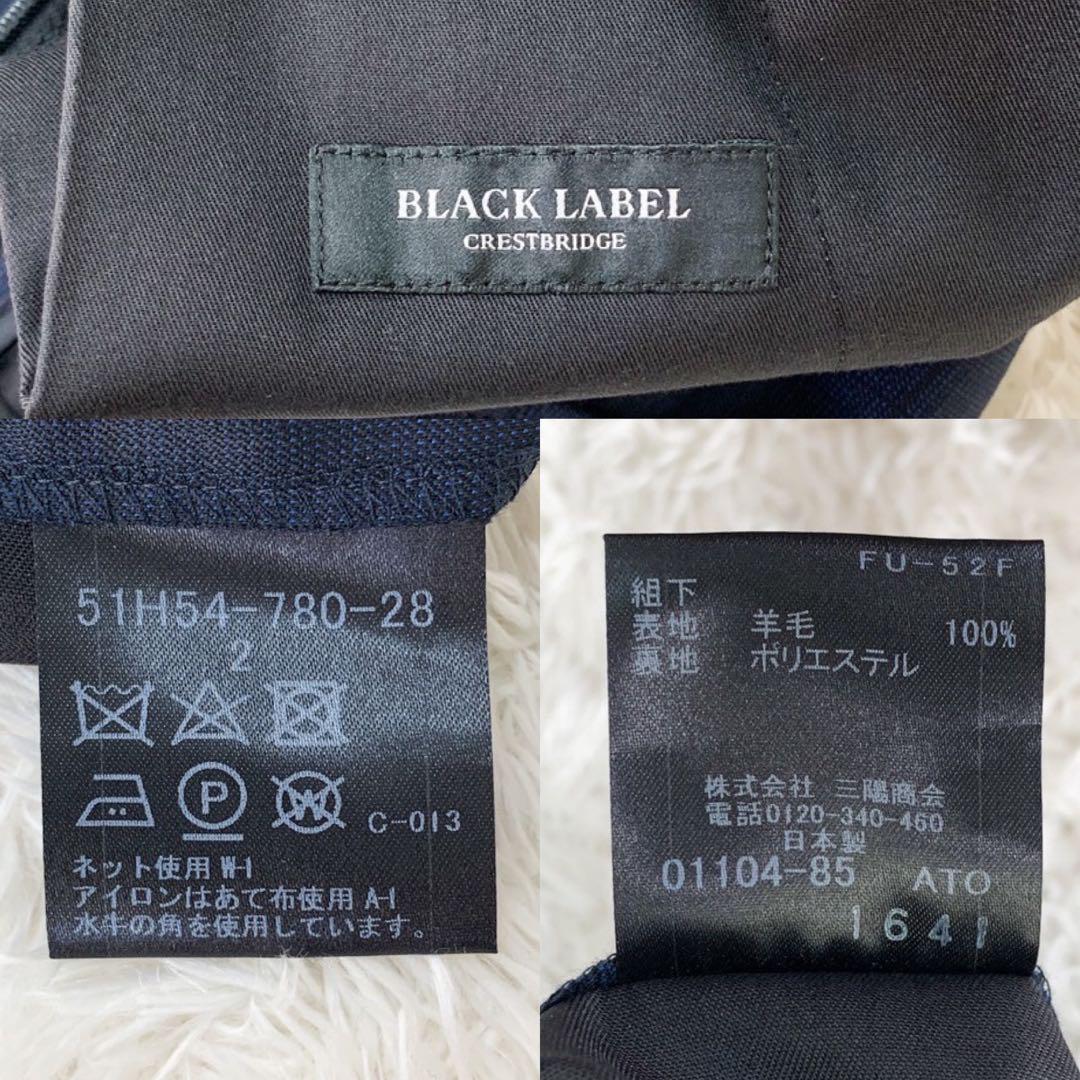 BLACK LABEL
CRESTBRIDGE
51H54-780-28
2
P
W
C-013
ネット使用 W-1
アイロンはあて布使用 A-1
水牛の角を使用しています。
FU-52F
組下
表地 羊毛 100%
裏地 ポリエステル
株式会社 三陽商会
電話0120-340-460
日本製
01104-85 ATO
1641